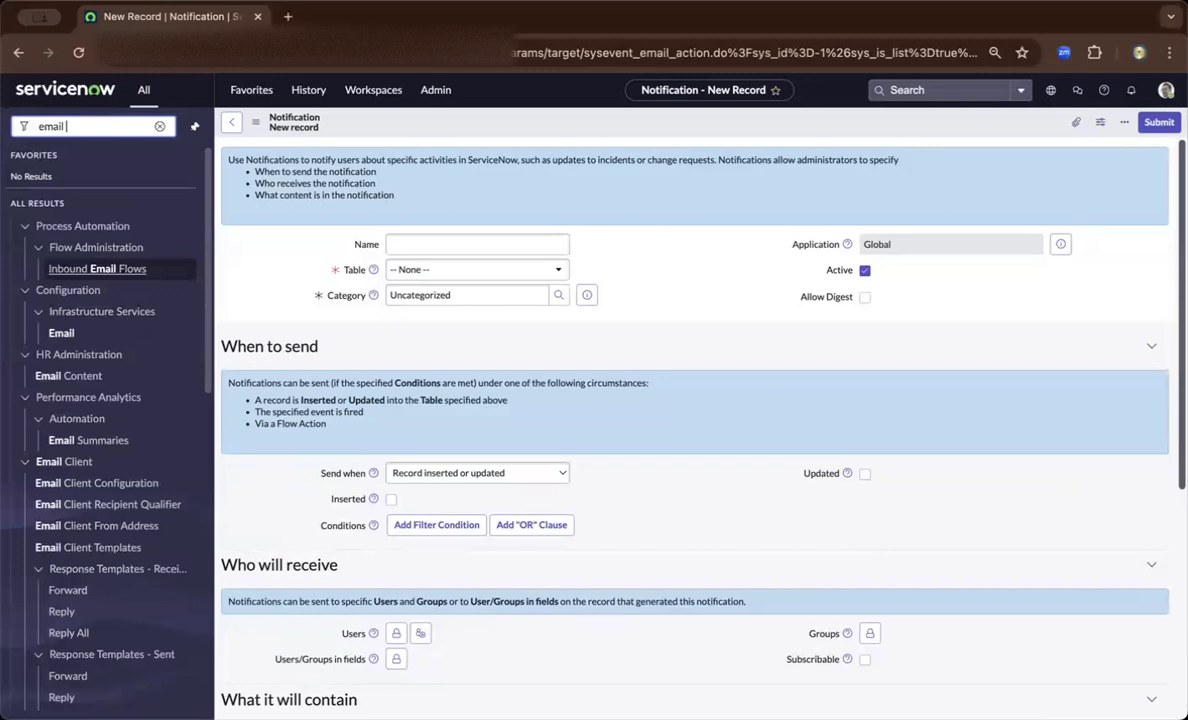 New Record | Notification | S
arams/target/sysevent_email_action.do%3Fsys_id%3D-1%26sys_is_list%3Dtrue%...
zm
servicenow
All
Favorites
History
Workspaces
Admin
Notification - New Record
Search
email
Notification
New record
Submit
FAVORITES
No Results
ALL RESULTS
Process Automation
Flow Administration
Inbound Email Flows
Configuration
Infrastructure Services
Email
HR Administration
Email Content
Performance Analytics
Automation
Email Summaries
Email Client
Email Client Configuration
Email Client Recipient Qualifier
Email Client From Address
Email Client Templates
Response Templates - Recei...
Forward
Reply
Reply All
Response Templates - Sent
Forward
Reply
Use Notifications to notify users about specific activities in ServiceNow, such as updates to incidents or change requests. Notifications allow administrators to specify
• When to send the notification
• Who receives the notification
• What content is in the notification
Name
Application
Global
* Table
-- None --
Active
* Category
Uncategorized
Allow Digest
When to send
Notifications can be sent (if the specified Conditions are met) under one of the following circumstances:
• A record is Inserted or Updated into the Table specified above
• The specified event is fired
• Via a Flow Action
Send when
Record inserted or updated
Updated
Inserted
Conditions
Add Filter Condition
Add "OR" Clause
Who will receive
Notifications can be sent to specific Users and Groups or to User/Groups in fields on the record that generated this notification.
Users
Groups
Users/Groups in fields
Subscribable
What it will contain